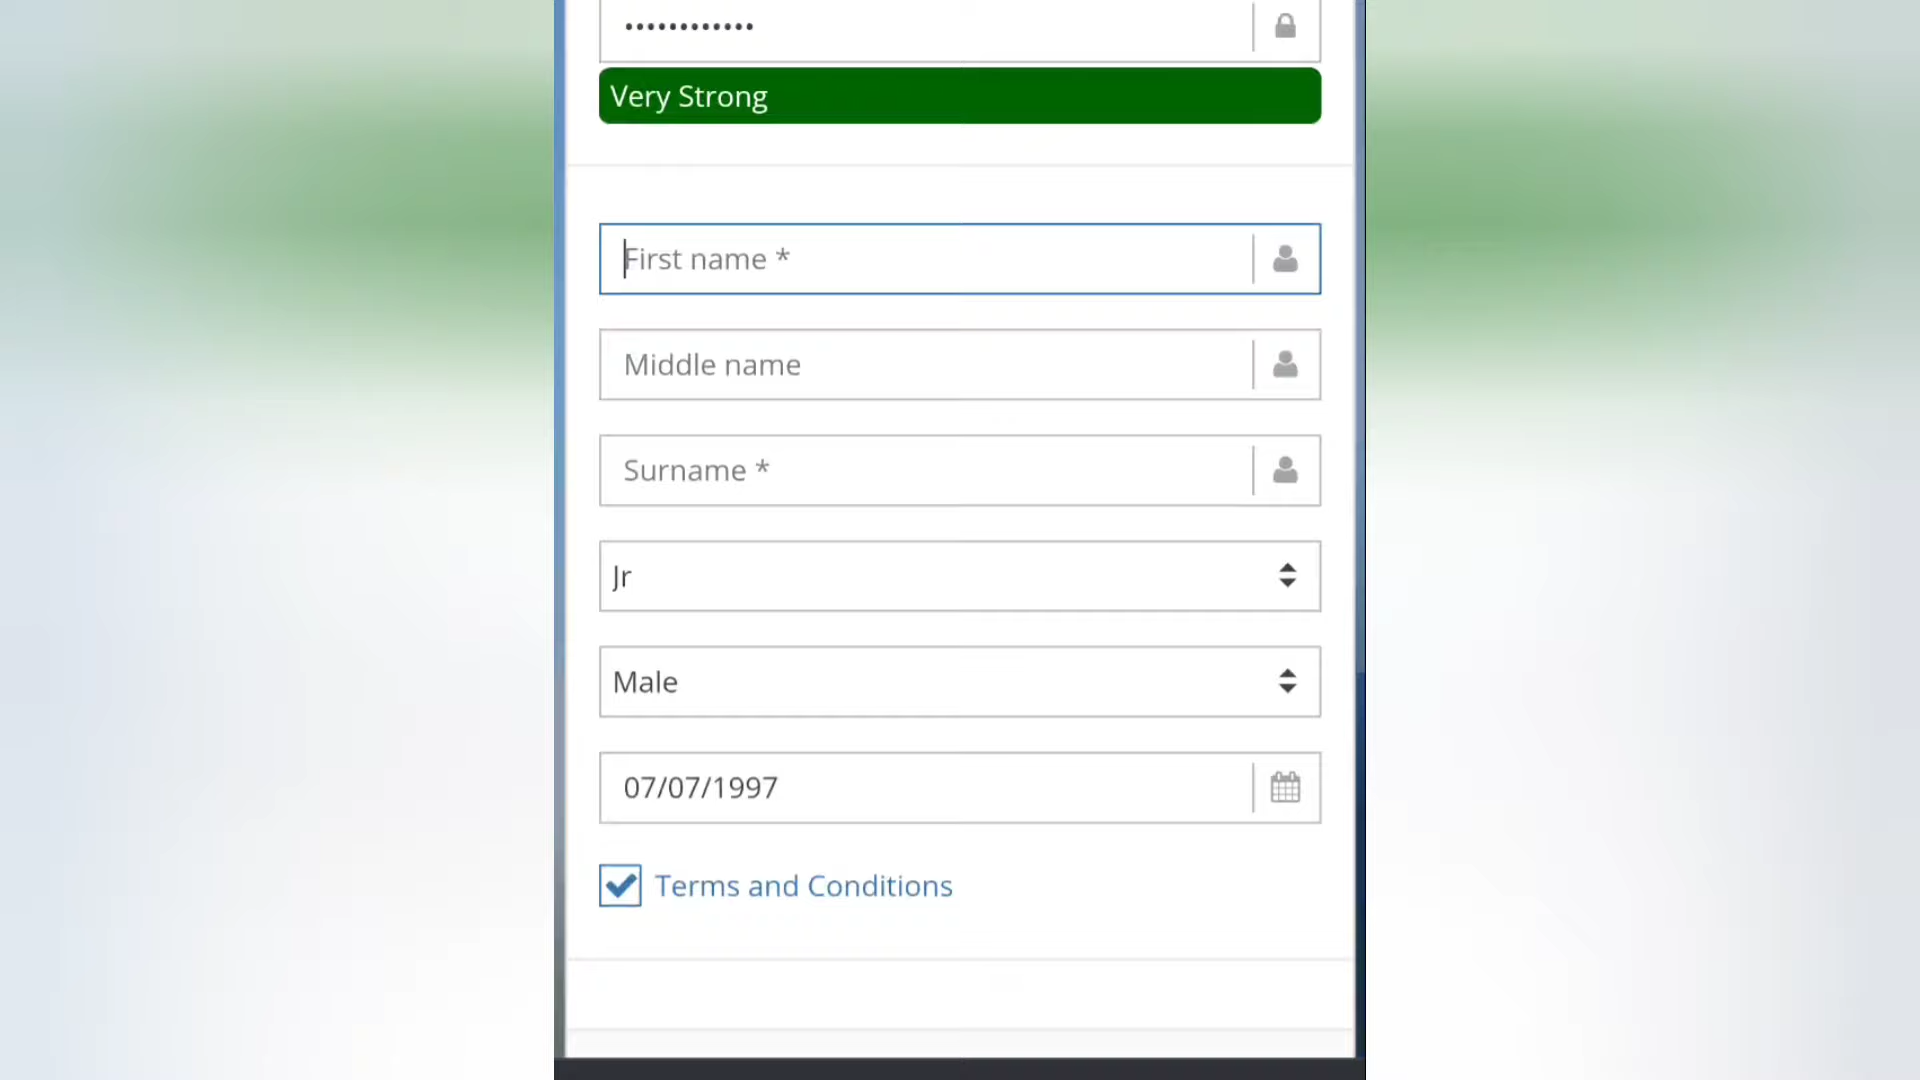 ••••••••••••
Very Strong
First name *
Middle name
Surname *
Jr
Male
07/07/1997
Terms and Conditions